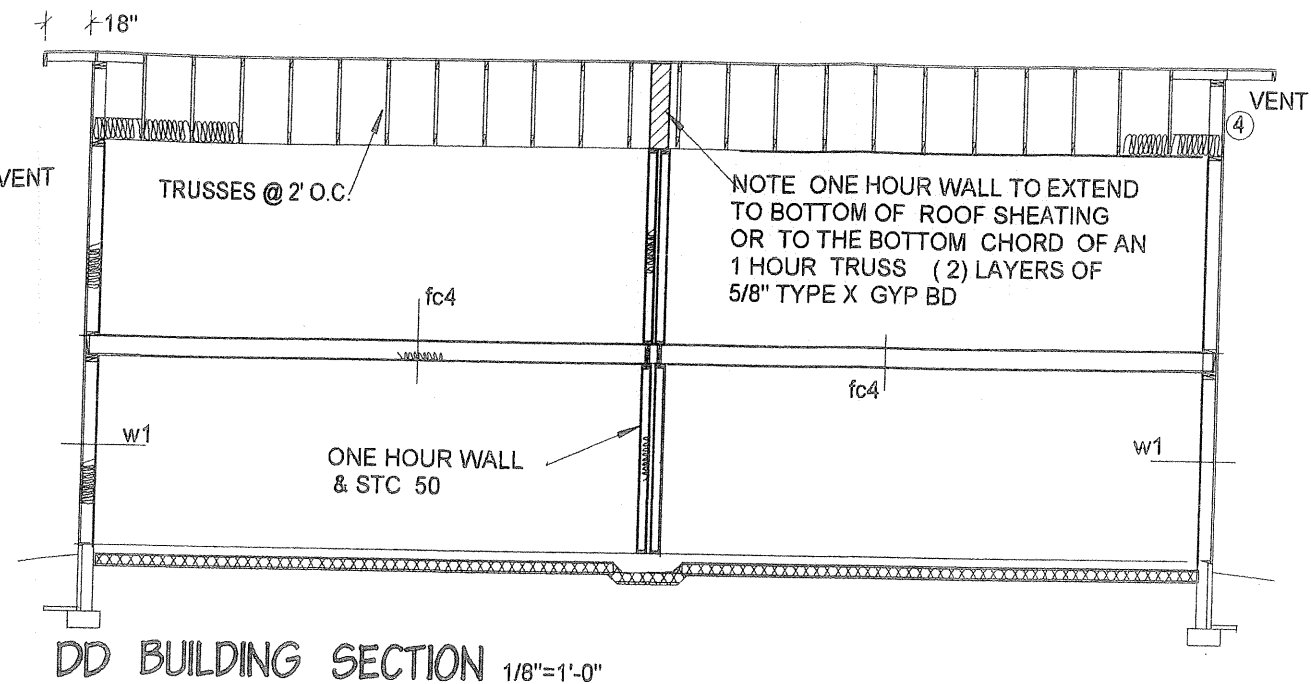 18"
VENT
4
VENT
TRUSSES @ 2' O.C.
NOTE ONE HOUR WALL TO EXTEND
TO BOTTOM OF ROOF SHEATING
OR TO THE BOTTOM CHORD OF AN
1 HOUR TRUSS ( 2) LAYERS OF
5/8" TYPE X GYP BD
fc4
fc4
w1
w1
ONE HOUR WALL
& STC 50
DD BUILDING SECTION 1/8"=1'-0"